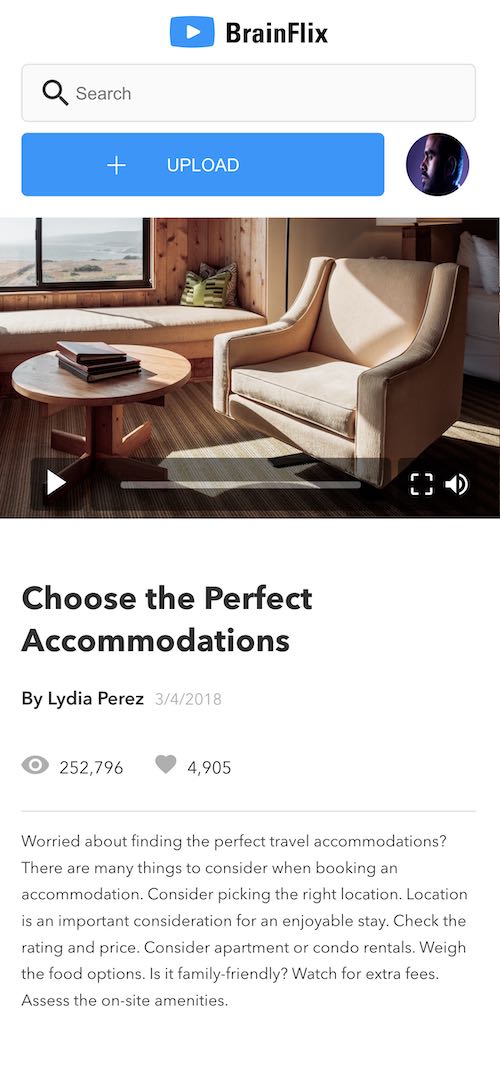 BrainFlix
Search
UPLOAD
Choose the Perfect
Accommodations
By Lydia Perez 3/4/2018
252,796 4,905
Worried about finding the perfect travel accommodations?
There are many things to consider when booking an
accommodation. Consider picking the right location. Location
is an important consideration for an enjoyable stay. Check the
rating and price. Consider apartment or condo rentals. Weigh
the food options. Is it family-friendly? Watch for extra fees.
Assess the on-site amenities.